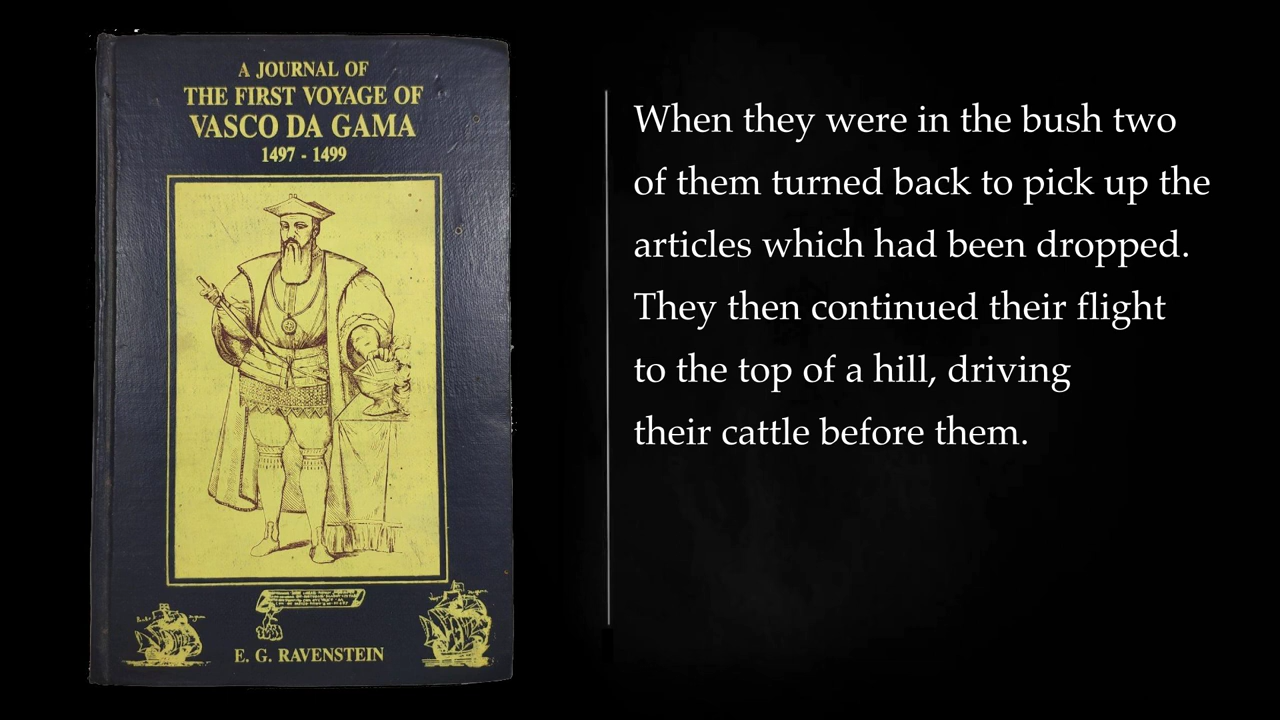 A JOURNAL OF
THE FIRST VOYAGE OF
VASCO DA GAMA
1497 - 1499
E. G. RAVENSTEIN
When they were in the bush two
of them turned back to pick up the
articles which had been dropped.
They then continued their flight
to the top of a hill, driving
their cattle before them.